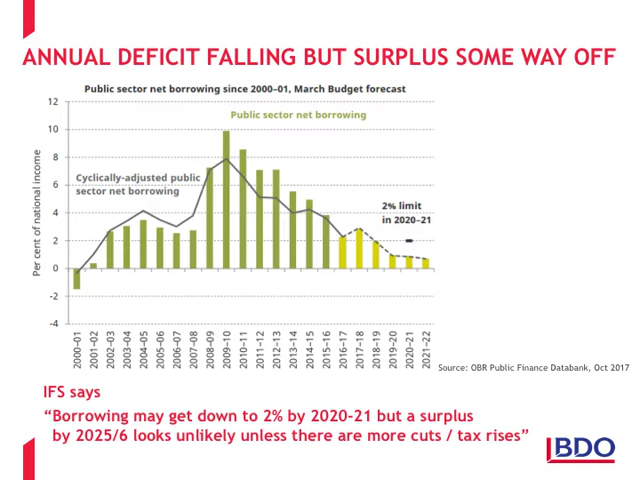 ANNUAL DEFICIT FALLING BUT SURPLUS SOME WAY OFF
Public sector net borrowing since 2000–01, March Budget forecast
Public sector net borrowing
Cyclically-adjusted public
sector net borrowing
2% limit
in 2020–21
Per cent of national income
12
10
8
6
4
2
0
-2
-4
2000–01
2001–02
2002–03
2003–04
2004–05
2005–06
2006–07
2007–08
2008–09
2009–10
2010–11
2011–12
2012–13
2013–14
2014–15
2015–16
2016–17
2017–18
2018–19
2019–20
2020–21
2021–22
Source: OBR Public Finance Databank, Oct 2017
IFS says
“Borrowing may get down to 2% by 2020-21 but a surplus
by 2025/6 looks unlikely unless there are more cuts / tax rises”
BDO